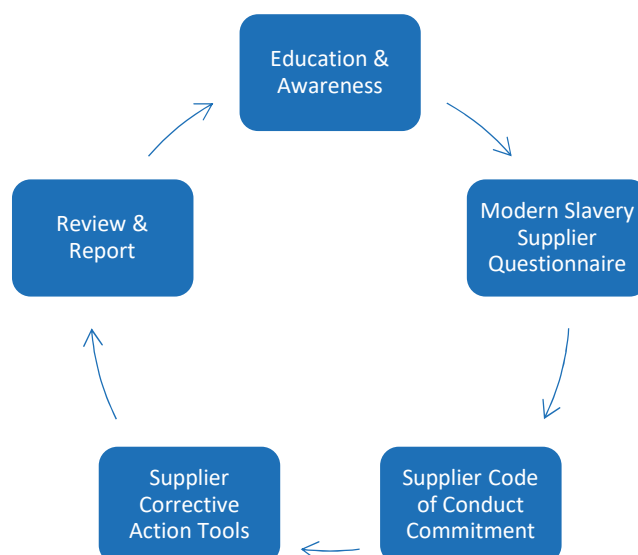 Education &
Awareness
Modern Slavery
Supplier
Questionnaire
Supplier Code
of Conduct
Commitment
Supplier
Corrective
Action Tools
Review &
Report